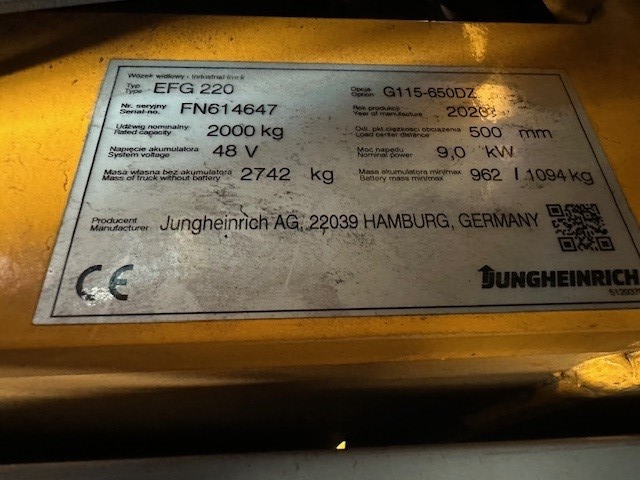 Wózek widłowy - Industrial truck
Typ EFG 220 Opcja G115-650DZ
Type Option
Nr. seryjny FN614647 Rok produkcji 2020
Serial-no. Year of manufacture
Udźwig nominalny 2000 kg Odl. pkt.ciężkości obciążenia 500 mm
Rated capacity Load center distance
Napięcie akumulatora 48 V Moc napędu 9,0 kW
System voltage Nominal power
Masa własna bez akumulatora 2742 kg Masa akumulatora min/max 962 / 1094 kg
Mass of truck without battery Battery mass min/max
Producent Jungheinrich AG, 22039 HAMBURG, GERMANY
Manufacturer
CE JUNGHEINRICH